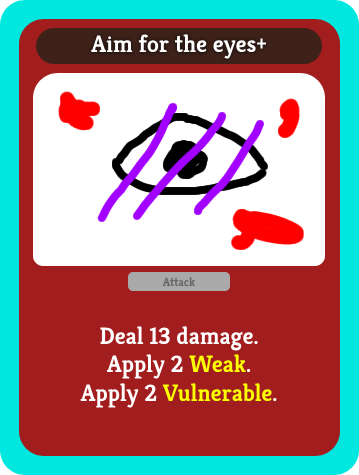 Aim for the eyes+
Attack
Deal 13 damage.
Apply 2 Weak.
Apply 2 Vulnerable.